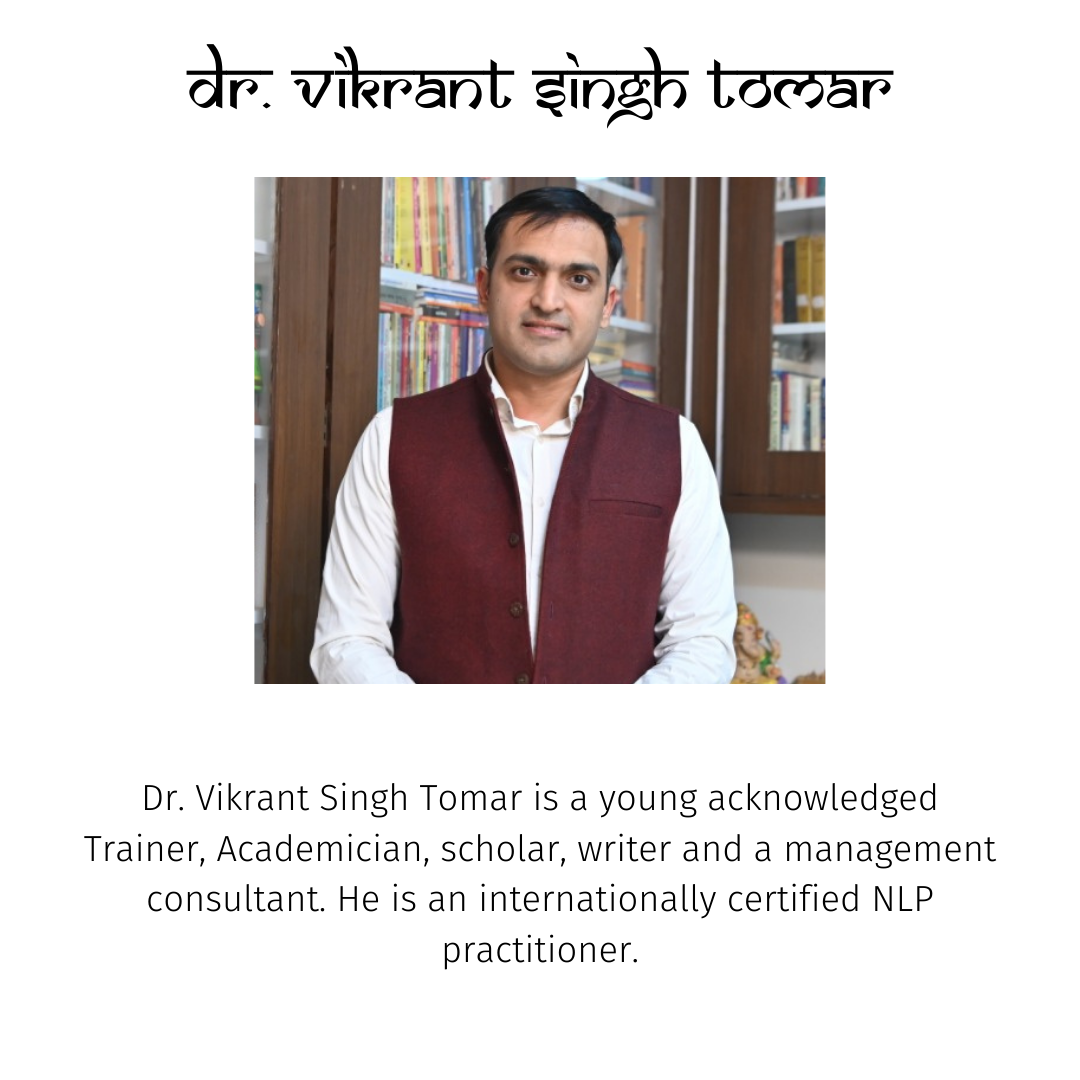 Dr. Vikrant Singh Tomar
Dr. Vikrant Singh Tomar is a young acknowledged
Trainer, Academician, scholar, writer and a management
consultant. He is an internationally certified NLP
practitioner.